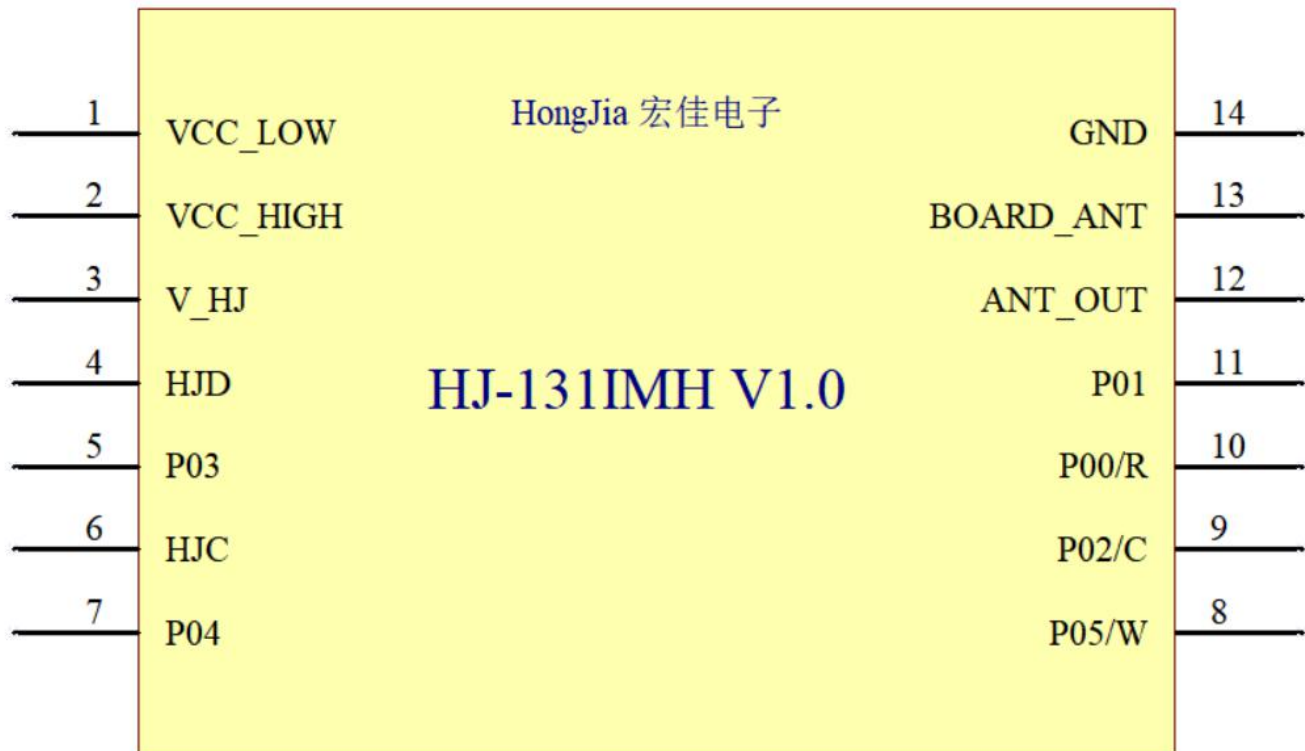 HongJia 宏佳电子
1 VCC_LOW GND 14
2 VCC_HIGH BOARD_ANT 13
3 V_HJ ANT_OUT 12
4 HJD HJ-131IMH V1.0 P01 11
5 P03 P00/R 10
6 HJC P02/C 9
7 P04 P05/W 8